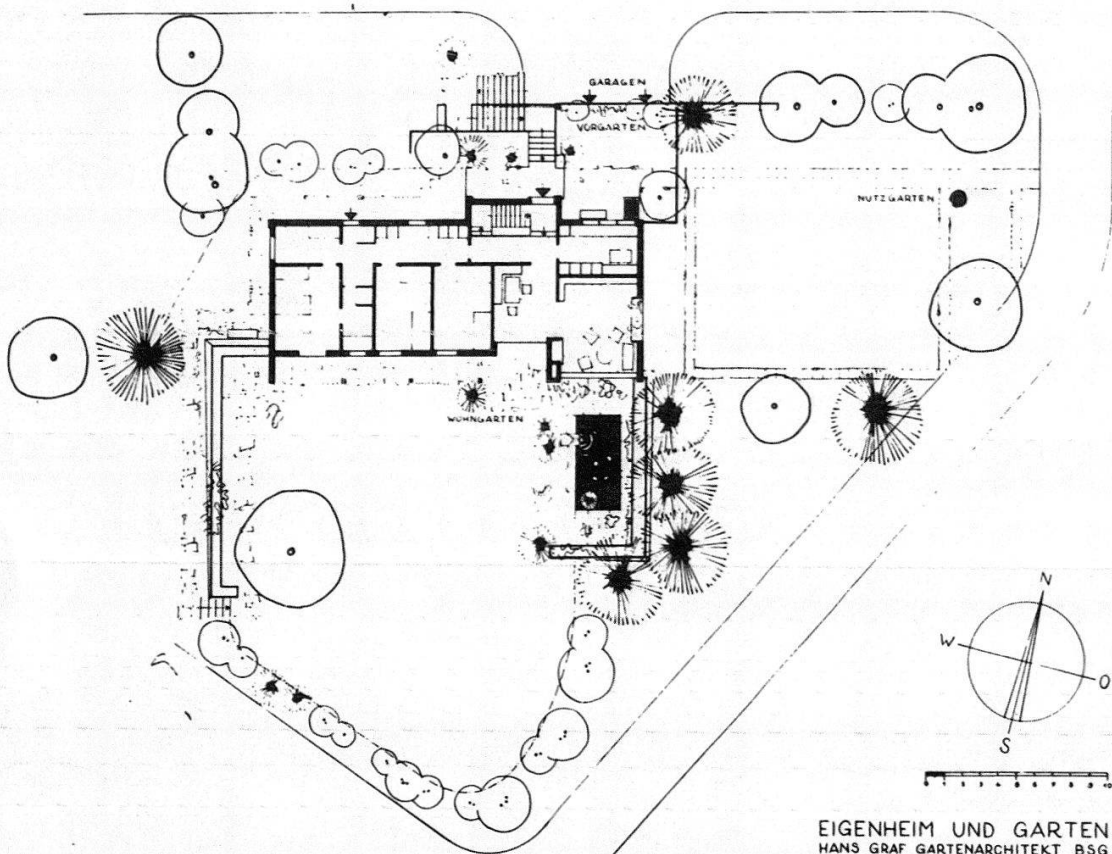 GARAGEN
VORGARTEN
NUTZGARTEN
WOHNGARTEN
N
W
O
S
EIGENHEIM UND GARTEN
HANS GRAF GARTENARCHITEKT BSG